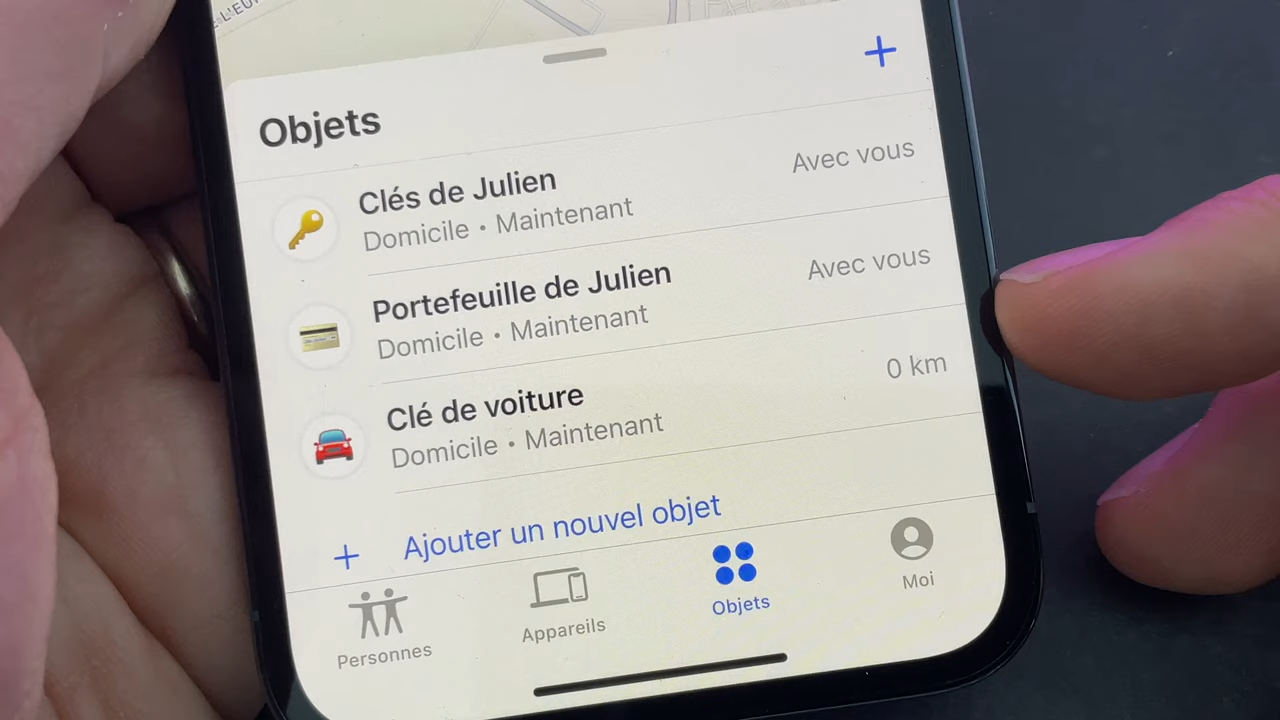 Objets
Clés de Julien
Avec vous
Domicile • Maintenant
Portefeuille de Julien
Avec vous
Domicile • Maintenant
Clé de voiture
0 km
Domicile • Maintenant
+ Ajouter un nouvel objet
Personnes
Appareils
Objets
Moi